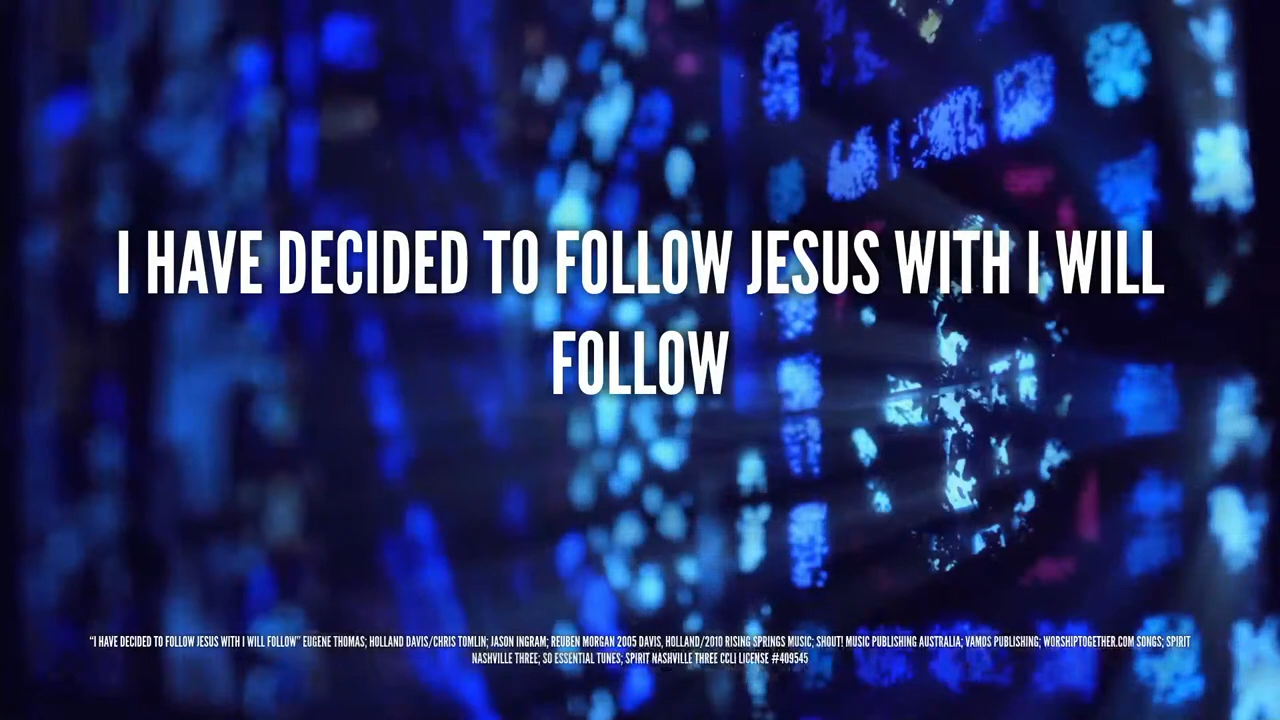 I HAVE DECIDED TO FOLLOW JESUS WITH I WILL
FOLLOW
“I HAVE DECIDED TO FOLLOW JESUS WITH I WILL FOLLOW” EUGENE THOMAS; HOLLAND DAVIS/CHRIS TOMLIN; JASON INGRAM; REUBEN MORGAN 2005 DAVIS, HOLLAND/2010 RISING SPRINGS MUSIC; SHOUT! MUSIC PUBLISHING AUSTRALIA; VAMOS PUBLISHING; WORSHIPTOGETHER.COM SONGS; SPIRIT
NASHVILLE THREE; SO ESSENTIAL TUNES; SPIRIT NASHVILLE THREE CCLI LICENSE #409545